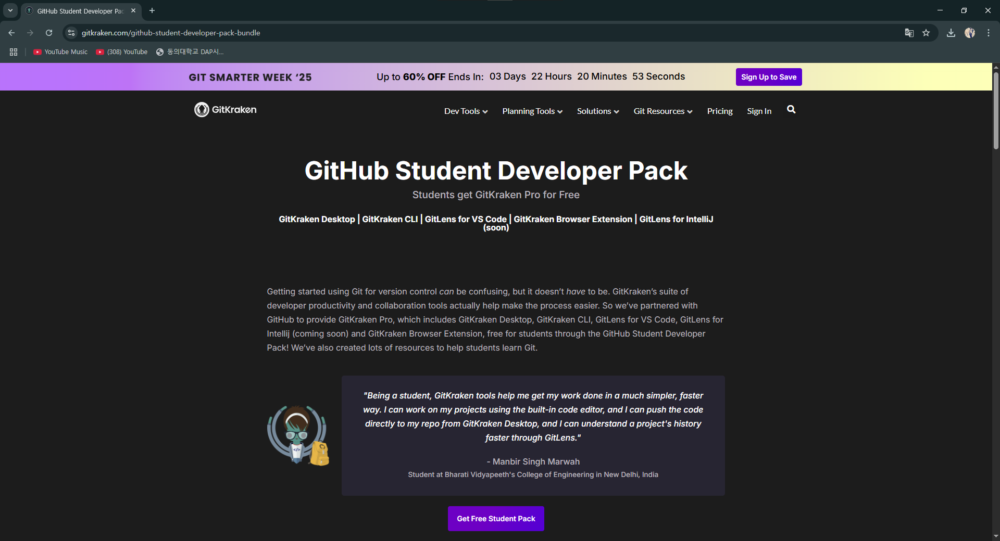 GitHub Student Developer Pac
gitkraken.com/github-student-developer-pack-bundle
YouTube Music
(308) YouTube
동의대학교 DAP시...
GIT SMARTER WEEK ‘25
Up to 60% OFF Ends In: 03 Days 22 Hours 20 Minutes 53 Seconds
Sign Up to Save
GitKraken
Dev Tools
Planning Tools
Solutions
Git Resources
Pricing
Sign In
GitHub Student Developer Pack
Students get GitKraken Pro for Free
GitKraken Desktop | GitKraken CLI | GitLens for VS Code | GitKraken Browser Extension | GitLens for IntelliJ
(soon)
Getting started using Git for version control can be confusing, but it doesn’t have to be. GitKraken’s suite of
developer productivity and collaboration tools actually help make the process easier. So we’ve partnered with
GitHub to provide GitKraken Pro, which includes GitKraken Desktop, GitKraken CLI, GitLens for VS Code, GitLens for
Intellij (coming soon) and GitKraken Browser Extension, free for students through the GitHub Student Developer
Pack! We’ve also created lots of resources to help students learn Git.
"Being a student, GitKraken tools help me get my work done in a much simpler, faster
way. I can work on my projects using the built-in code editor, and I can push the code
directly to my repo from GitKraken Desktop, and I can understand a project's history
faster through GitLens."
- Manbir Singh Marwah
Student at Bharati Vidyapeeth's College of Engineering in New Delhi, India
</>
Get Free Student Pack